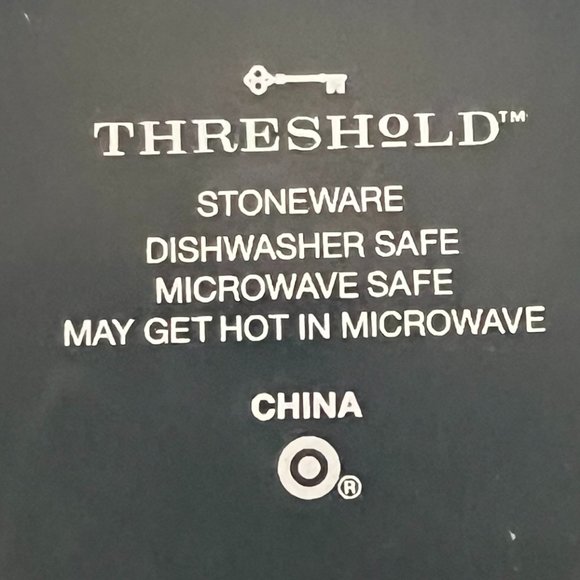 THRESHOLD™
STONEWARE
DISHWASHER SAFE
MICROWAVE SAFE
MAY GET HOT IN MICROWAVE
CHINA
®